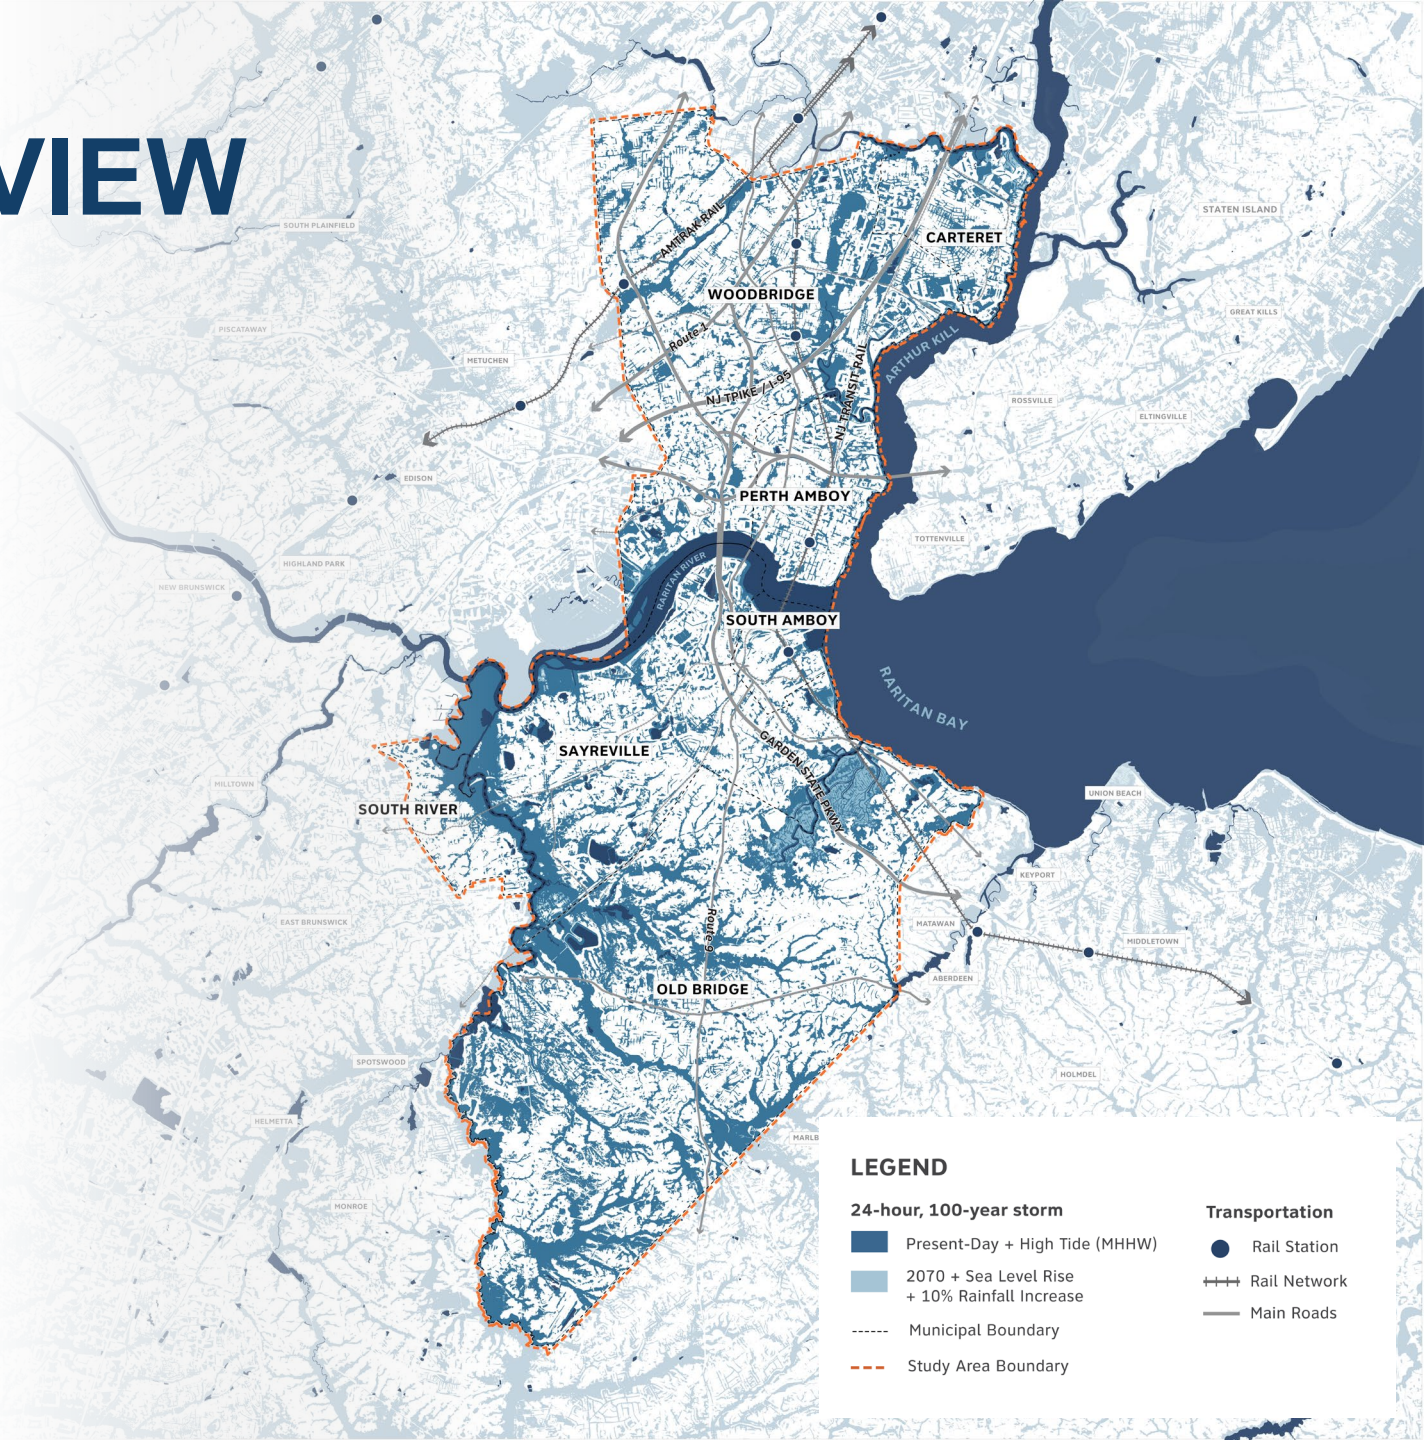 VIEW
SOUTH PLAINFIELD
STATEN ISLAND
CARTERET
AMTRAK RAIL
WOODBRIDGE
GREAT KILLS
PISCATAWAY
Route 1
ARTHUR KILL
METUCHEN
NJ TPIKE / I-95
NJ TRANSIT RAIL
ROSSVILLE
ELTINGVILLE
EDISON
PERTH AMBOY
TOTTENVILLE
HIGHLAND PARK
RARITAN RIVER
NEW BRUNSWICK
SOUTH AMBOY
RARITAN BAY
SAYREVILLE
GARDEN STATE PKWY
MILLTOWN
UNION BEACH
SOUTH RIVER
KEYPORT
EAST BRUNSWICK
Route 9
MATAWAN
MIDDLETOWN
ABERDEEN
OLD BRIDGE
SPOTSWOOD
HOLMDEL
HELMETTA
MARLB
MONROE
LEGEND
24-hour, 100-year storm
Present-Day + High Tide (MHHW)
2070 + Sea Level Rise
+ 10% Rainfall Increase
Municipal Boundary
Study Area Boundary
Transportation
Rail Station
Rail Network
Main Roads